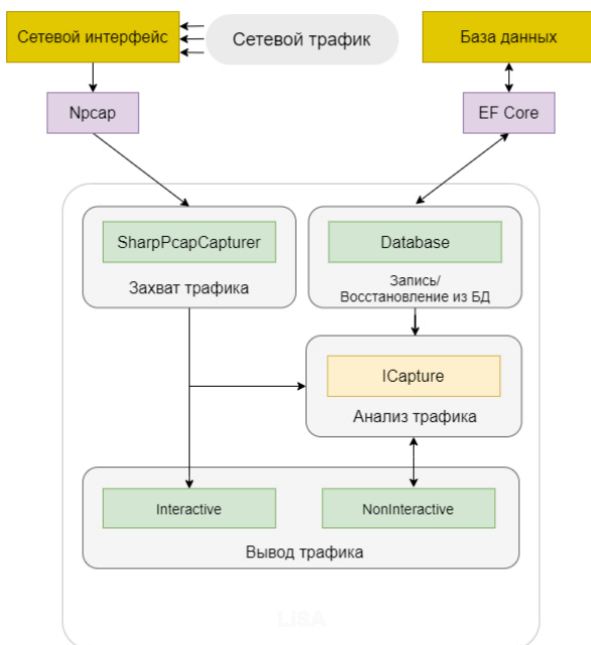 Сетевой интерфейс
Сетевой трафик
База данных
Npcap
EF Core
SharpPcapCapturer
Захват трафика
Database
Запись/
Восстановление из БД
ICapture
Анализ трафика
Interactive
NonInteractive
Вывод трафика
LiSA